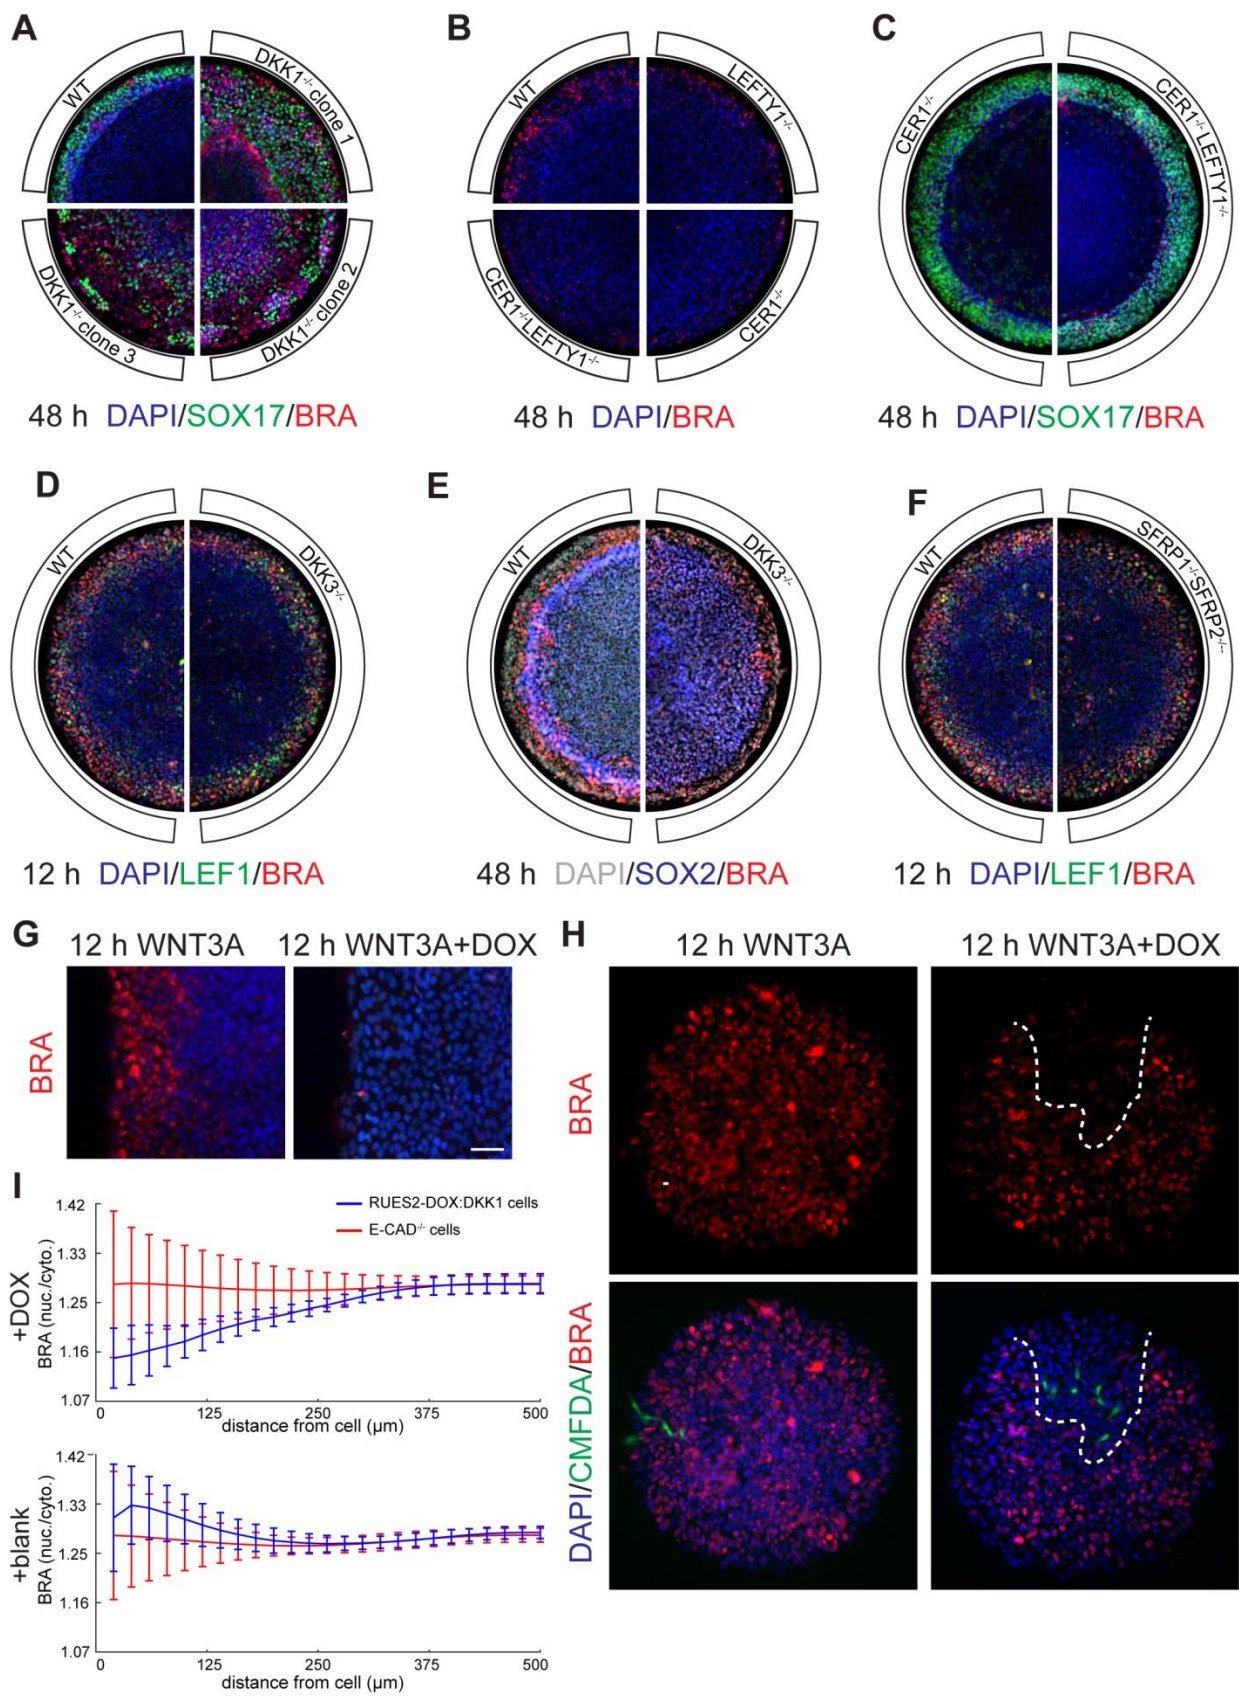 A
WT
DKK1-/- clone 1
DKK1-/- clone 3
DKK1-/- clone 2
48 h DAPI/SOX17/BRA
B
WT
LEFTY1-/-
CER1-/-LEFTY1-/-
CER1-/-
48 h DAPI/BRA
C
CER1-/-
CER1-/-LEFTY1-/-
48 h DAPI/SOX17/BRA
D
WT
DKK3-/-
12 h DAPI/LEF1/BRA
E
WT
DKK3-/-
48 h DAPI/SOX2/BRA
F
WT
SFRP1-/-SFRP2-/-
12 h DAPI/LEF1/BRA
G
12 h WNT3A
12 h WNT3A+DOX
BRA
H
12 h WNT3A
12 h WNT3A+DOX
BRA
DAPI/CMFDA/BRA
I
RUES2-DOX:DKK1 cells
E-CAD-/- cells
+DOX
BRA (nuc./cyto.)
1.42
1.33
1.25
1.16
1.07
0
125
250
375
500
distance from cell (µm)
+blank
BRA (nuc./cyto.)
1.42
1.33
1.25
1.16
1.07
0
125
250
375
500
distance from cell (µm)